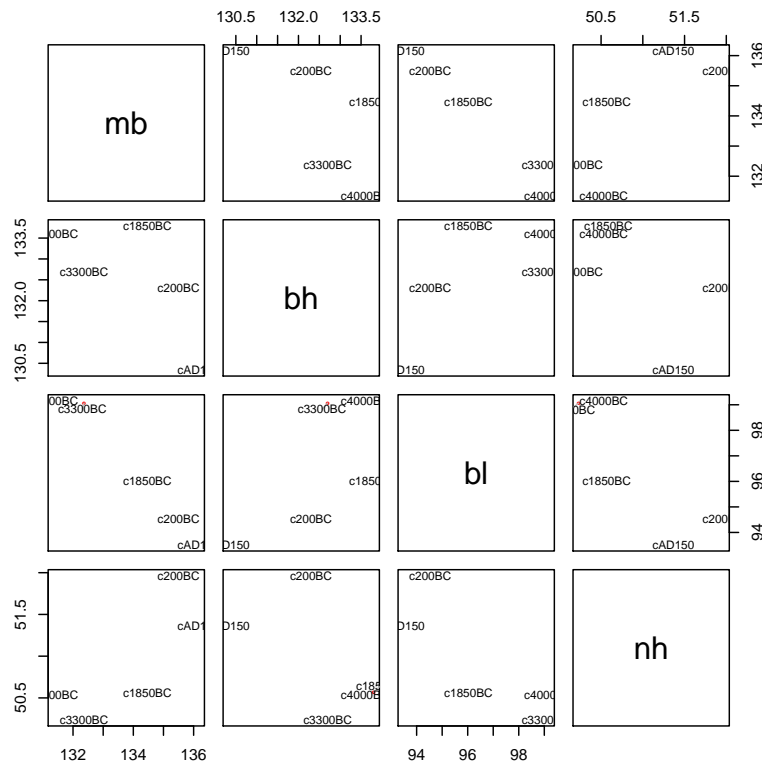 130.5 132.0 133.5 50.5 51.5
mb
D150
c200BC
c1850
c3300BC
c4000B
D150
c200BC
c1850BC
c3300
c4000
cAD150
c200
c1850BC
00BC
c4000BC
132 134 136
130.5 132.0 133.5
00BC
c1850BC
c3300BC
c200BC
cAD1
bh
c1850BC
c4000
c3300
c200BC
D150
c1850BC
c4000BC
00BC
c200
cAD150
00BC
c3300BC
c1850BC
c200BC
cAD1
c4000B
c3300BC
c1850
c200BC
D150
bl
c4000BC
0BC
c1850BC
c200
cAD150
94 96 98
50.5 51.5
c200BC
cAD1
00BC
c1850BC
c3300BC
c200BC
D150
c185
c4000B
c3300BC
c200BC
D150
c1850BC
c4000
c3300
nh
132 134 136 94 96 98